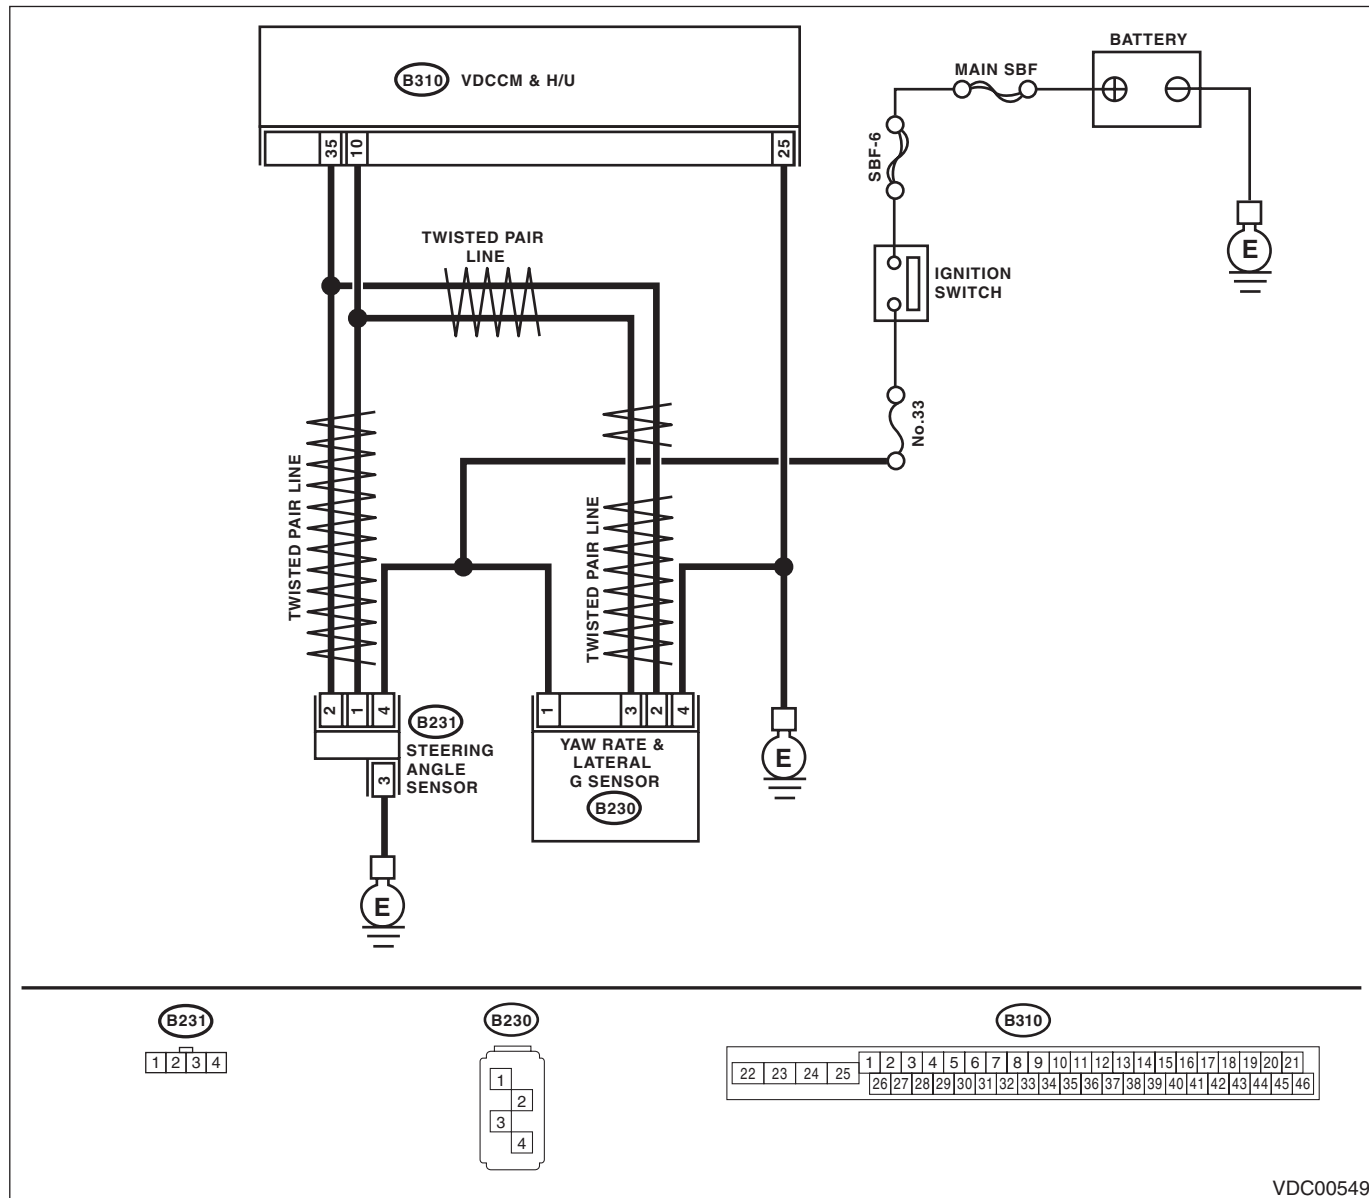 BATTERY
MAIN SBF
B310 VDCCM & H/U
SBF-6
35 10 25
TWISTED PAIR
LINE
E
IGNITION
SWITCH
No.33
TWISTED PAIR LINE
TWISTED PAIR LINE
2 1 4
B231
STEERING
ANGLE
SENSOR
3
E
1 3 2 4
YAW RATE &
LATERAL
G SENSOR
B230
E
B231
1 2 3 4
B230
1
2
3
4
B310
1 2 3 4 5 6 7 8 9 10 11 12 13 14 15 16 17 18 19 20 21
22 23 24 25
26 27 28 29 30 31 32 33 34 35 36 37 38 39 40 41 42 43 44 45 46
VDC00549